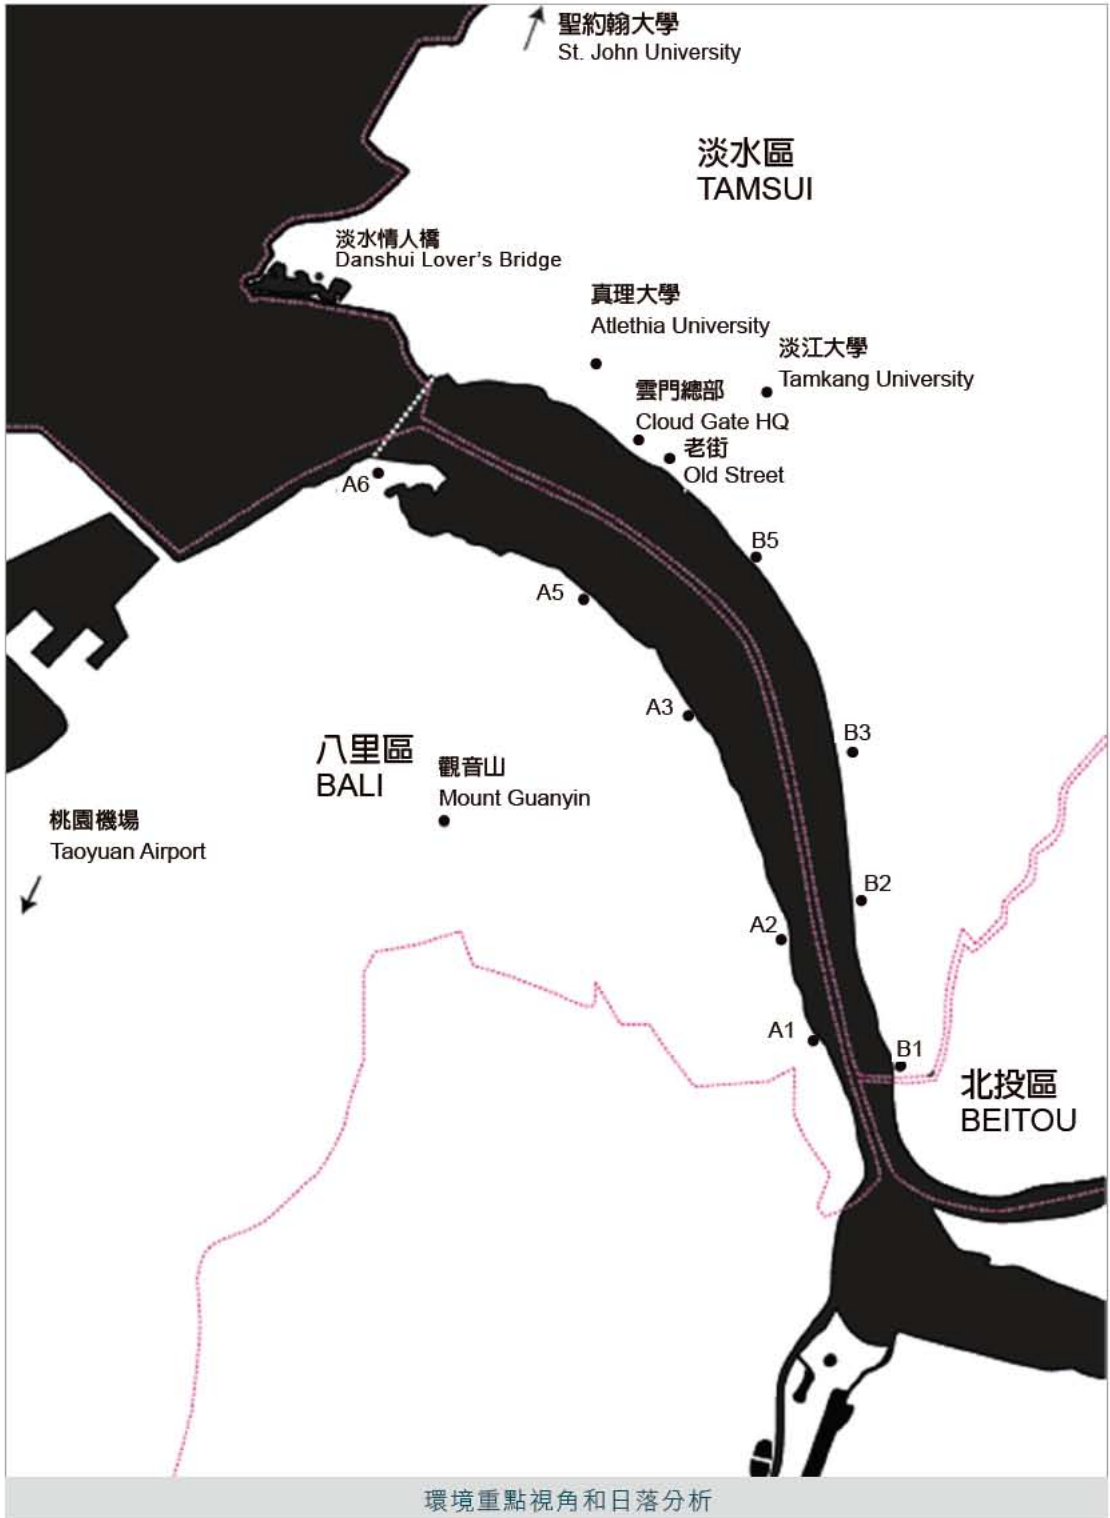 聖約翰大學
St. John University
淡水區
TAMSUI
淡水情人橋
Danshui Lover's Bridge
真理大學
Atlethia University
淡江大學
Tamkang University
雲門總部
Cloud Gate HQ
老街
Old Street
A6
B5
A5
A3
B3
八里區
BALI
觀音山
Mount Guanyin
桃園機場
Taoyuan Airport
B2
A2
A1
B1
北投區
BEITOU
環境重點視角和日落分析